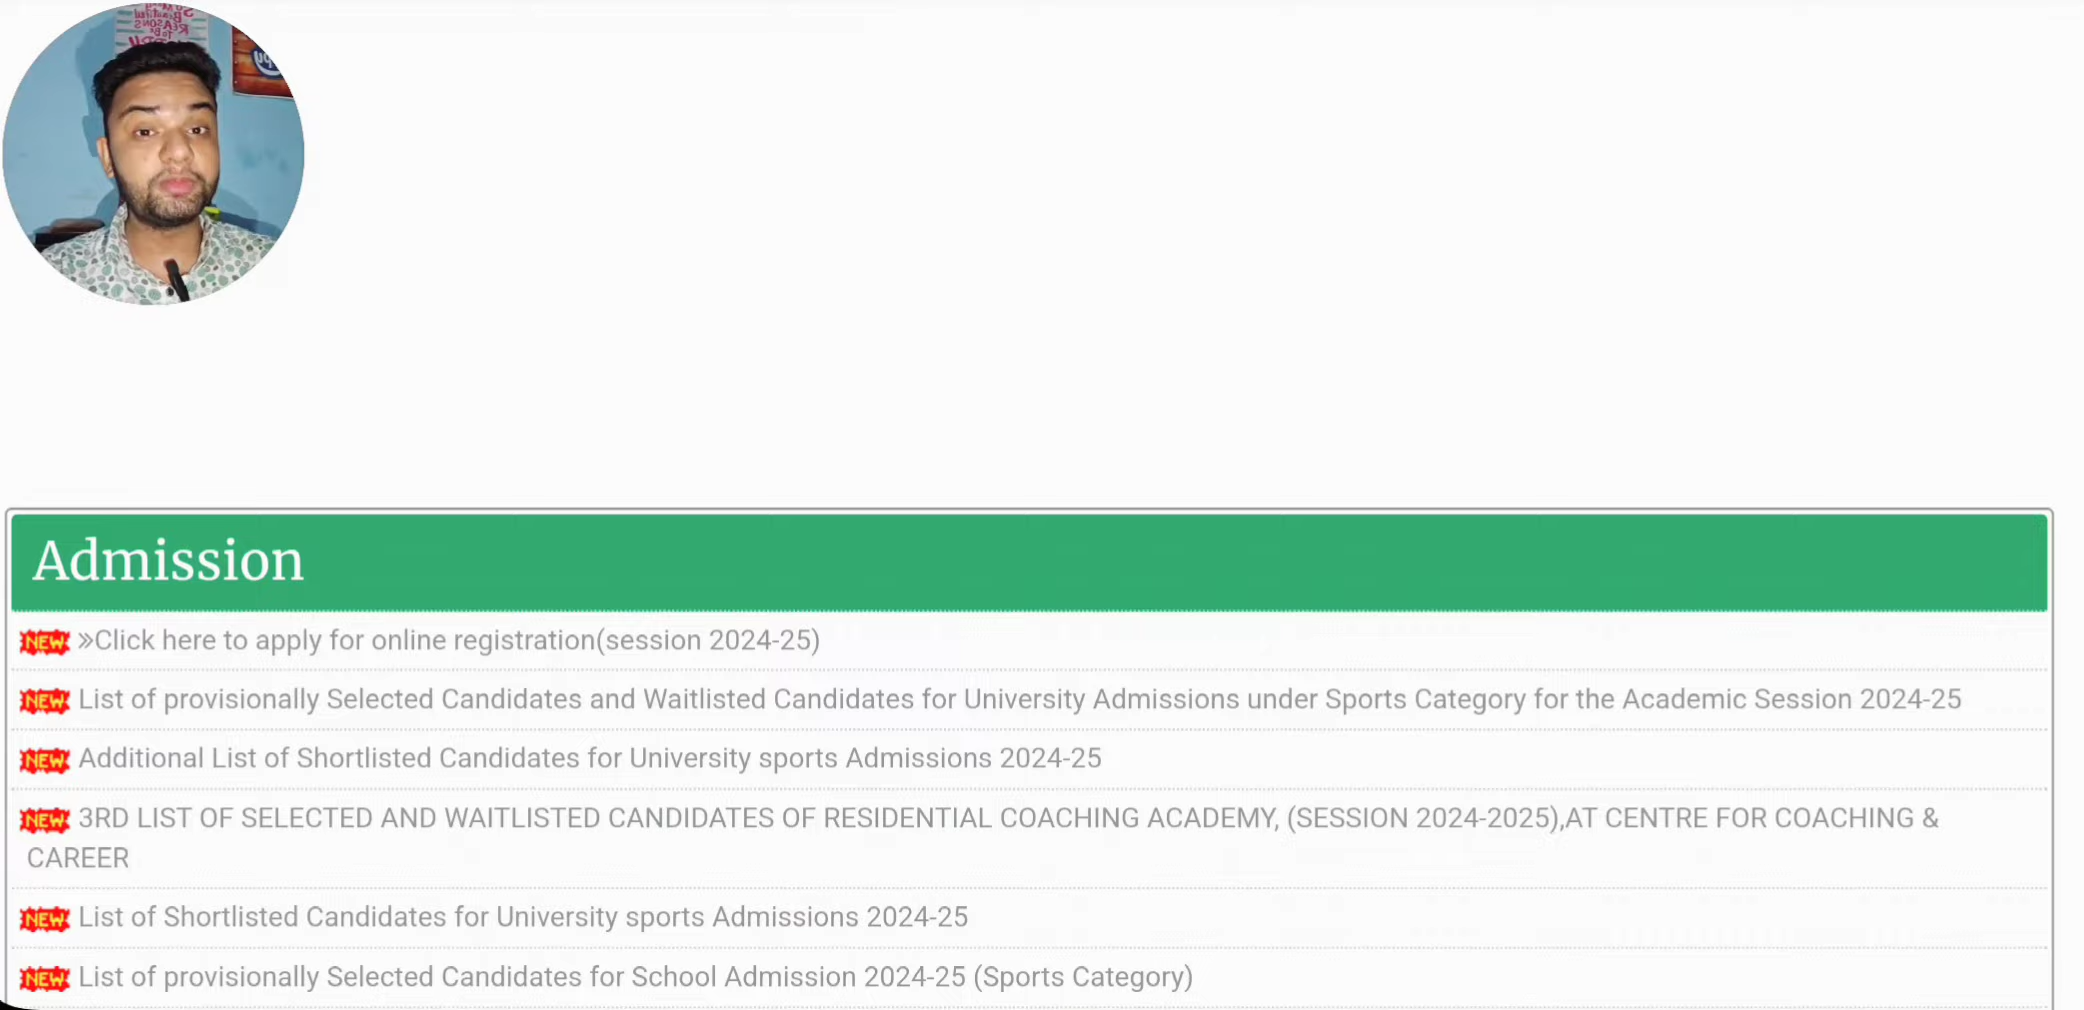 Beautiful
REASONS
To Be
Admission
NEW »Click here to apply for online registration(session 2024-25)
NEW List of provisionally Selected Candidates and Waitlisted Candidates for University Admissions under Sports Category for the Academic Session 2024-25
NEW Additional List of Shortlisted Candidates for University sports Admissions 2024-25
NEW 3RD LIST OF SELECTED AND WAITLISTED CANDIDATES OF RESIDENTIAL COACHING ACADEMY, (SESSION 2024-2025),AT CENTRE FOR COACHING &
CAREER
NEW List of Shortlisted Candidates for University sports Admissions 2024-25
NEW List of provisionally Selected Candidates for School Admission 2024-25 (Sports Category)